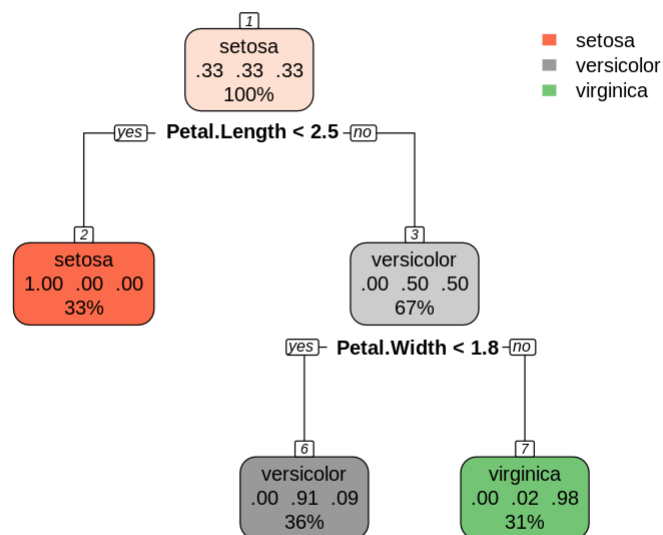 1
setosa
.33 .33 .33
100%
setosa
versicolor
virginica
yes Petal.Length < 2.5 no
2
setosa
1.00 .00 .00
33%
3
versicolor
.00 .50 .50
67%
yes Petal.Width < 1.8 no
6
versicolor
.00 .91 .09
36%
7
virginica
.00 .02 .98
31%